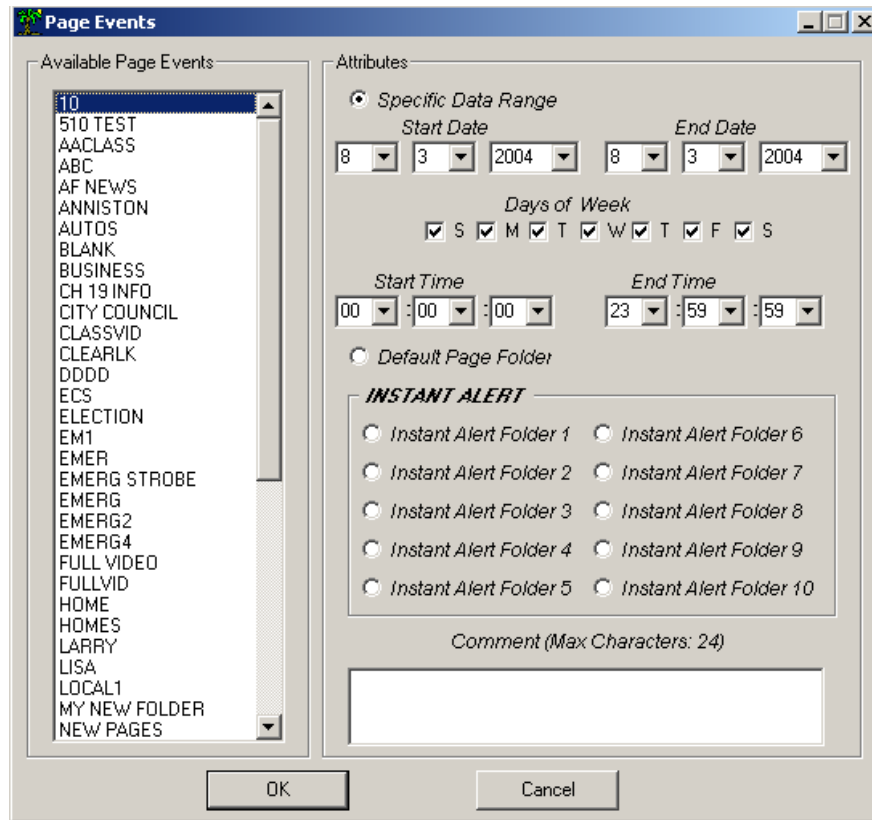 Page Events
Available Page Events
10
510 TEST
AACLASS
ABC
AF NEWS
ANNISTON
AUTOS
BLANK
BUSINESS
CH 19 INFO
CITY COUNCIL
CLASSVID
CLEARLK
DDDD
ECS
ELECTION
EM1
EMER
EMERG STROBE
EMERG
EMERG2
EMERG4
FULL VIDEO
FULLVID
HOME
HOMES
LARRY
LISA
LOCAL1
MY NEW FOLDER
NEW PAGES
Attributes
Specific Data Range
Start Date End Date
8 3 2004 8 3 2004
Days of Week
S M T W T F S
Start Time End Time
00 : 00 : 00 23 : 59 : 59
Default Page Folder
INSTANT ALERT
Instant Alert Folder 1 Instant Alert Folder 6
Instant Alert Folder 2 Instant Alert Folder 7
Instant Alert Folder 3 Instant Alert Folder 8
Instant Alert Folder 4 Instant Alert Folder 9
Instant Alert Folder 5 Instant Alert Folder 10
Comment (Max Characters: 24)
OK Cancel